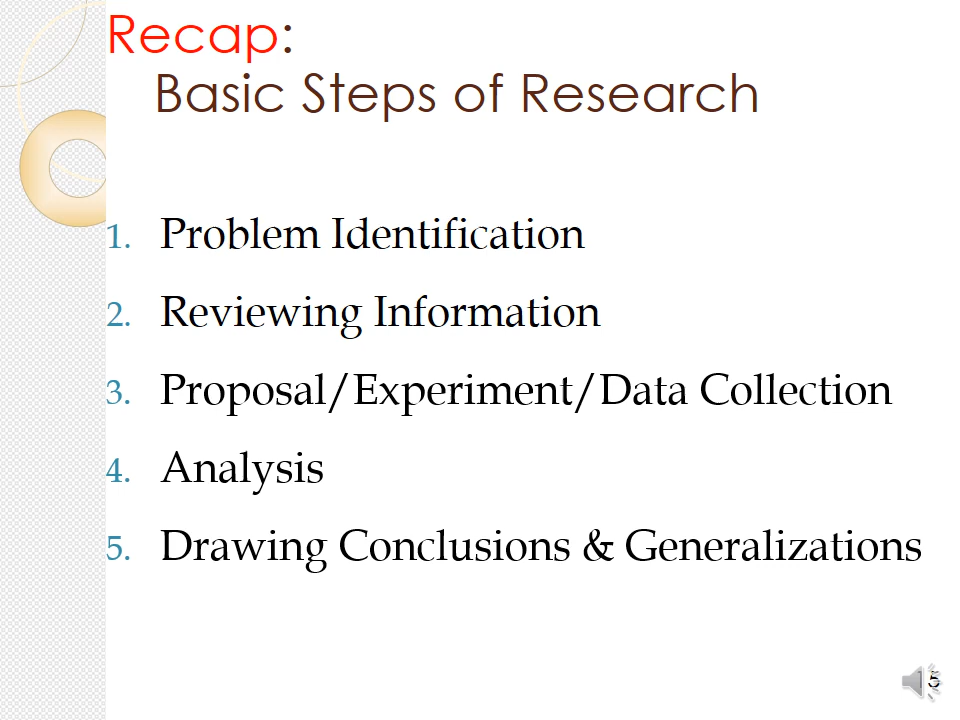 Recap:
Basic Steps of Research
1. Problem Identification
2. Reviewing Information
3. Proposal/Experiment/Data Collection
4. Analysis
5. Drawing Conclusions & Generalizations
5